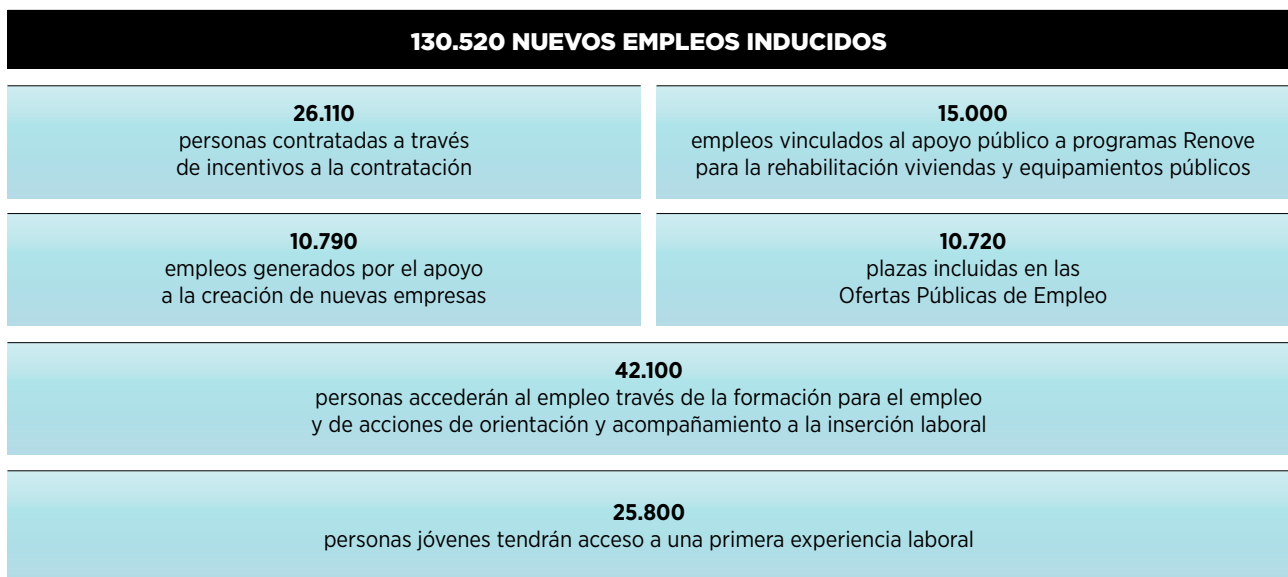 130.520 NUEVOS EMPLEOS INDUCIDOS
26.110
personas contratadas a través
de incentivos a la contratación
15.000
empleos vinculados al apoyo público a programas Renove
para la rehabilitación viviendas y equipamientos públicos
10.790
empleos generados por el apoyo
a la creación de nuevas empresas
10.720
plazas incluidas en las
Ofertas Públicas de Empleo
42.100
personas accederán al empleo través de la formación para el empleo
y de acciones de orientación y acompañamiento a la inserción laboral
25.800
personas jóvenes tendrán acceso a una primera experiencia laboral